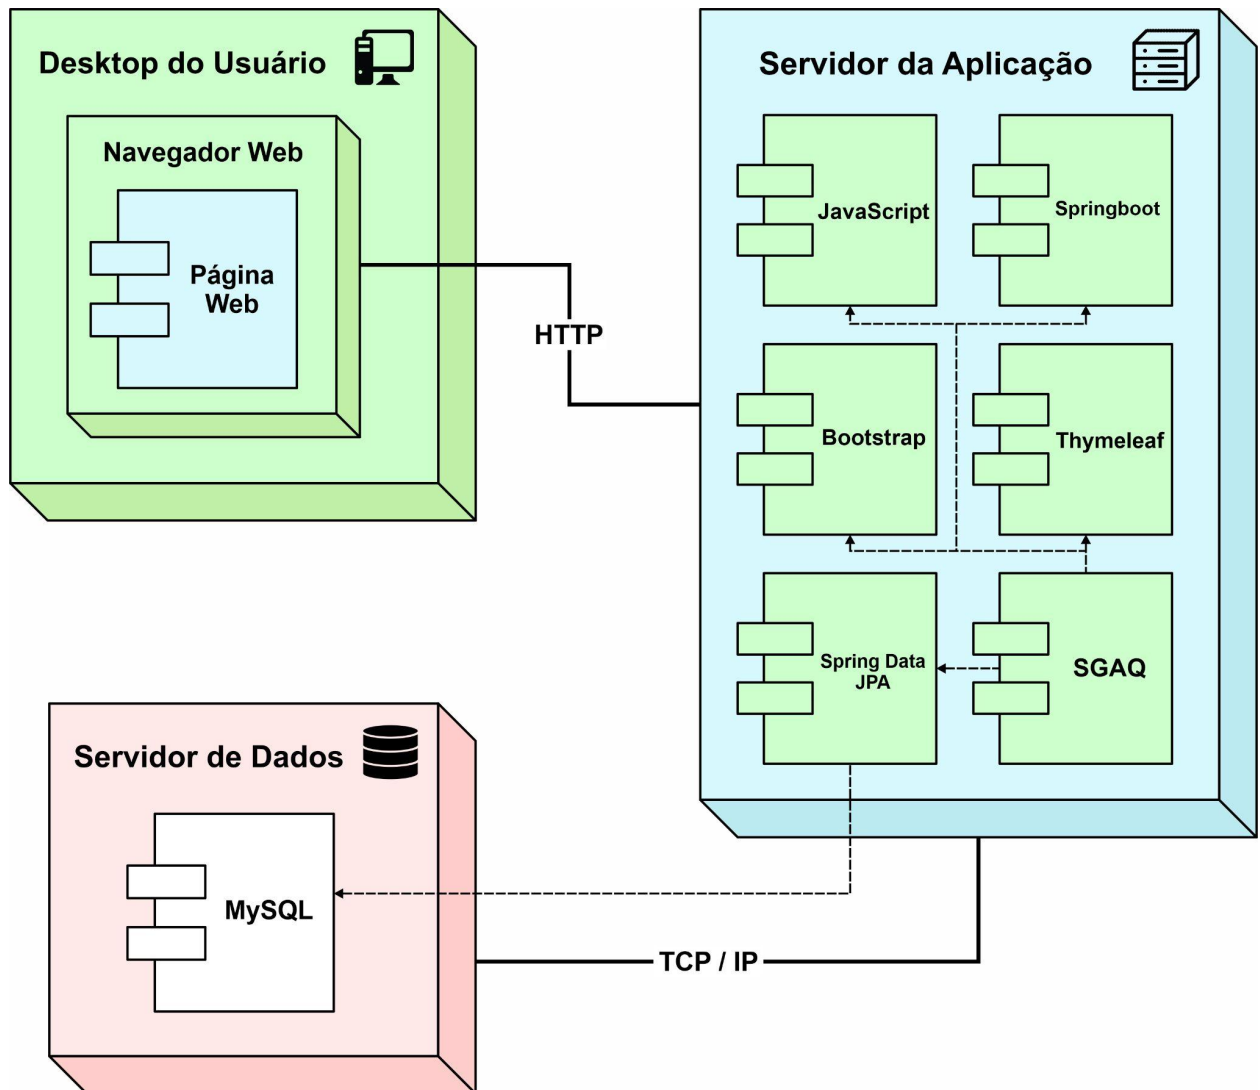 Desktop do Usuário
Navegador Web
Página
Web
HTTP
Servidor da Aplicação
JavaScript
Springboot
Bootstrap
Thymeleaf
Spring Data
JPA
SGAQ
Servidor de Dados
MySQL
TCP / IP